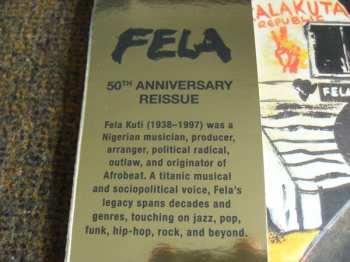 FELA
50TH ANNIVERSARY
REISSUE
Fela Kuti (1938–1997) was a
Nigerian musician, producer,
arranger, political radical,
outlaw, and originator of
Afrobeat. A titanic musical
and sociopolitical voice, Fela's
legacy spans decades and
genres, touching on jazz, pop,
funk, hip-hop, rock, and beyond.
ALAKUTA
REPUBLIC
FELA